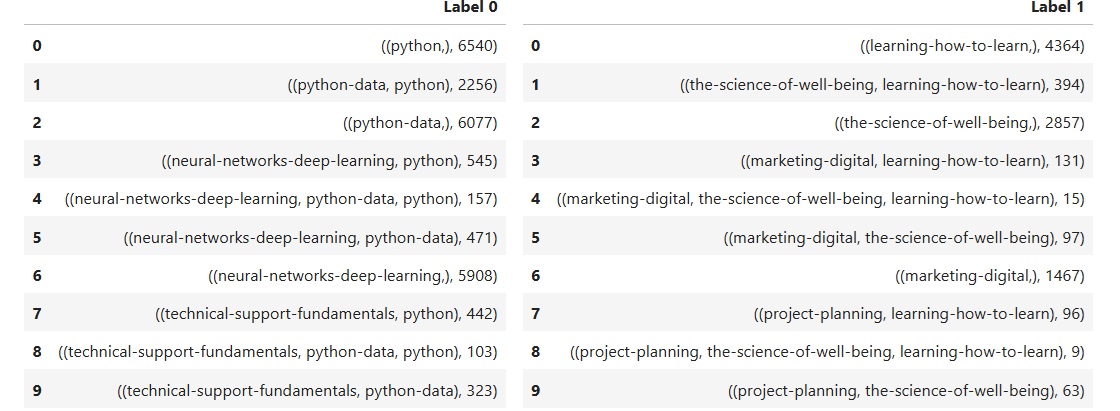 Label 0 Label 1
0 ((python,), 6540) 0 ((learning-how-to-learn,), 4364)
1 ((python-data, python), 2256) 1 ((the-science-of-well-being, learning-how-to-learn), 394)
2 ((python-data,), 6077) 2 ((the-science-of-well-being,), 2857)
3 ((neural-networks-deep-learning, python), 545) 3 ((marketing-digital, learning-how-to-learn), 131)
4 ((neural-networks-deep-learning, python-data, python), 157) 4 ((marketing-digital, the-science-of-well-being, learning-how-to-learn), 15)
5 ((neural-networks-deep-learning, python-data), 471) 5 ((marketing-digital, the-science-of-well-being), 97)
6 ((neural-networks-deep-learning,), 5908) 6 ((marketing-digital,), 1467)
7 ((technical-support-fundamentals, python), 442) 7 ((project-planning, learning-how-to-learn), 96)
8 ((technical-support-fundamentals, python-data, python), 103) 8 ((project-planning, the-science-of-well-being, learning-how-to-learn), 9)
9 ((technical-support-fundamentals, python-data), 323) 9 ((project-planning, the-science-of-well-being), 63)